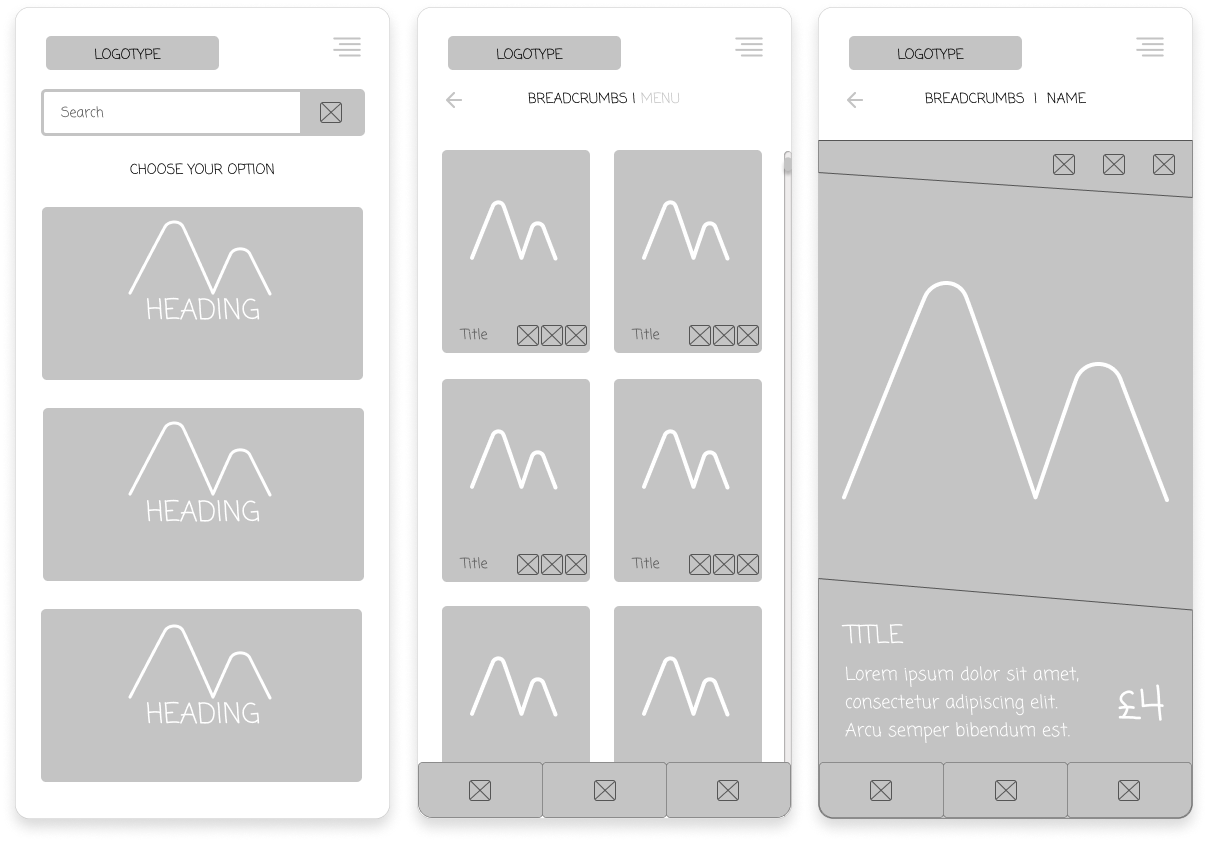 LOGOTYPE
Search
CHOOSE YOUR OPTION
HEADING
HEADING
HEADING
LOGOTYPE
BREADCRUMBS | MENU
Title
Title
Title
Title
LOGOTYPE
BREADCRUMBS | NAME
TITLE
Lorem ipsum dolor sit amet,
consectetur adipiscing elit.
Arcu semper bibendum est.
£4